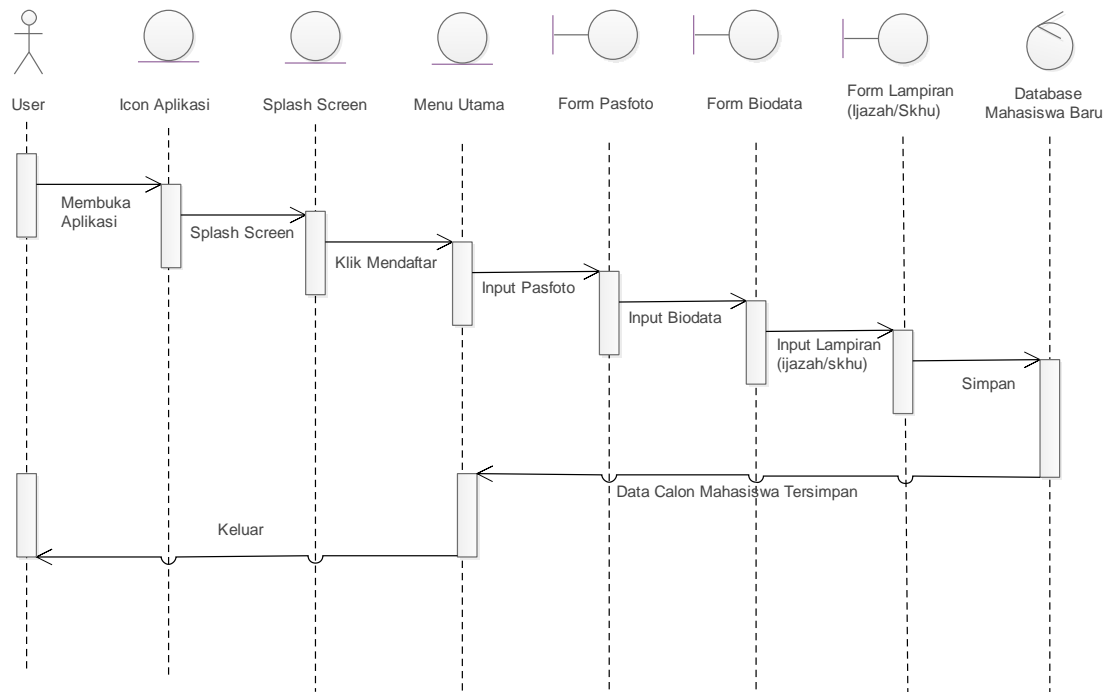 User
Icon Aplikasi
Splash Screen
Menu Utama
Form Pasfoto
Form Biodata
Form Lampiran
(Ijazah/Skhu)
Database
Mahasiswa Baru
Membuka
Aplikasi
Splash Screen
Klik Mendaftar
Input Pasfoto
Input Biodata
Input Lampiran
(ijazah/skhu)
Simpan
Data Calon Mahasiswa Tersimpan
Keluar